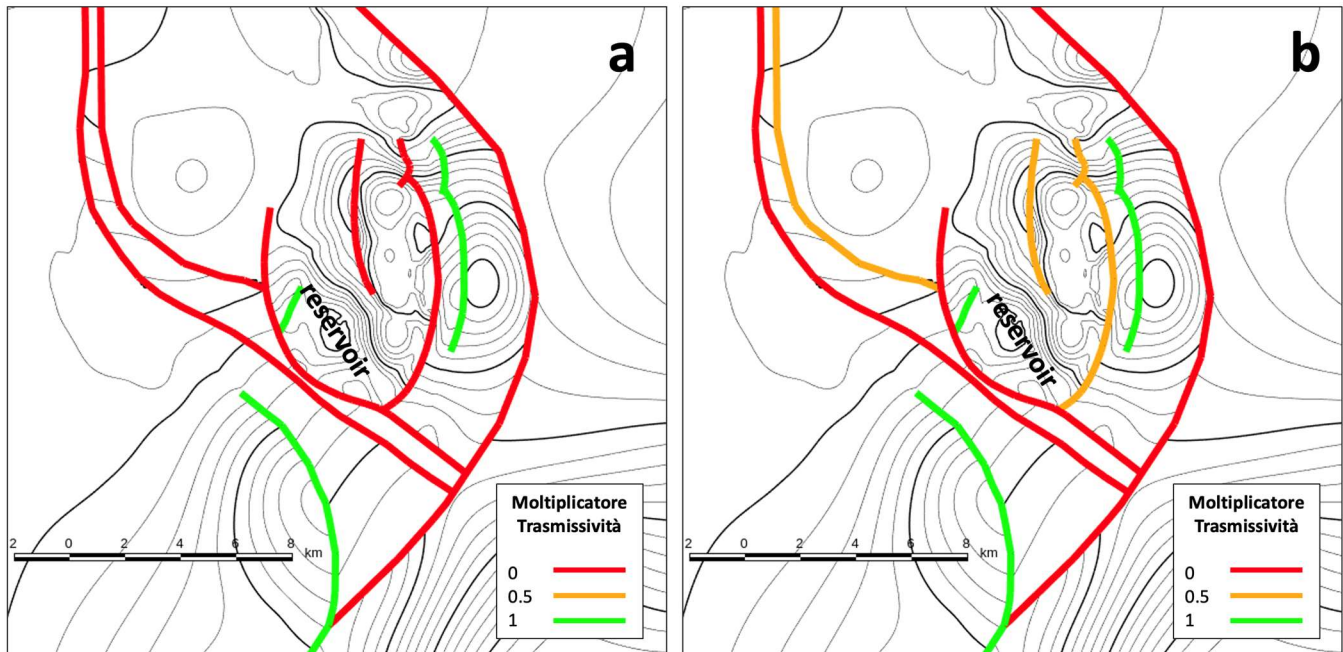 a
reservoir
2 0 2 4 6 8 km
Moltiplicatore
Trasmissività
0
0.5
1
b
reservoir
2 0 2 4 6 8 km
Moltiplicatore
Trasmissività
0
0.5
1